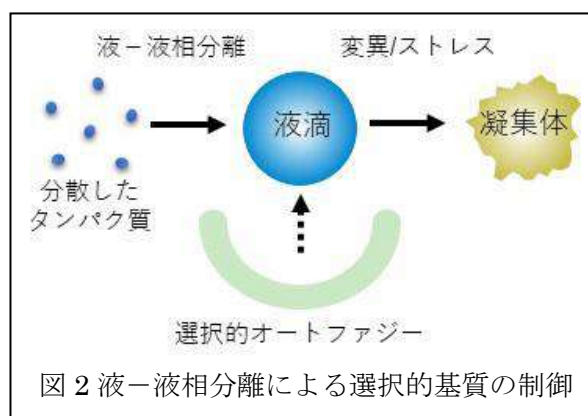 液－液相分離
変異/ストレス
液滴
凝集体
分散した
タンパク質
選択的オートファジー
図 2 液－液相分離による選択的基質の制御